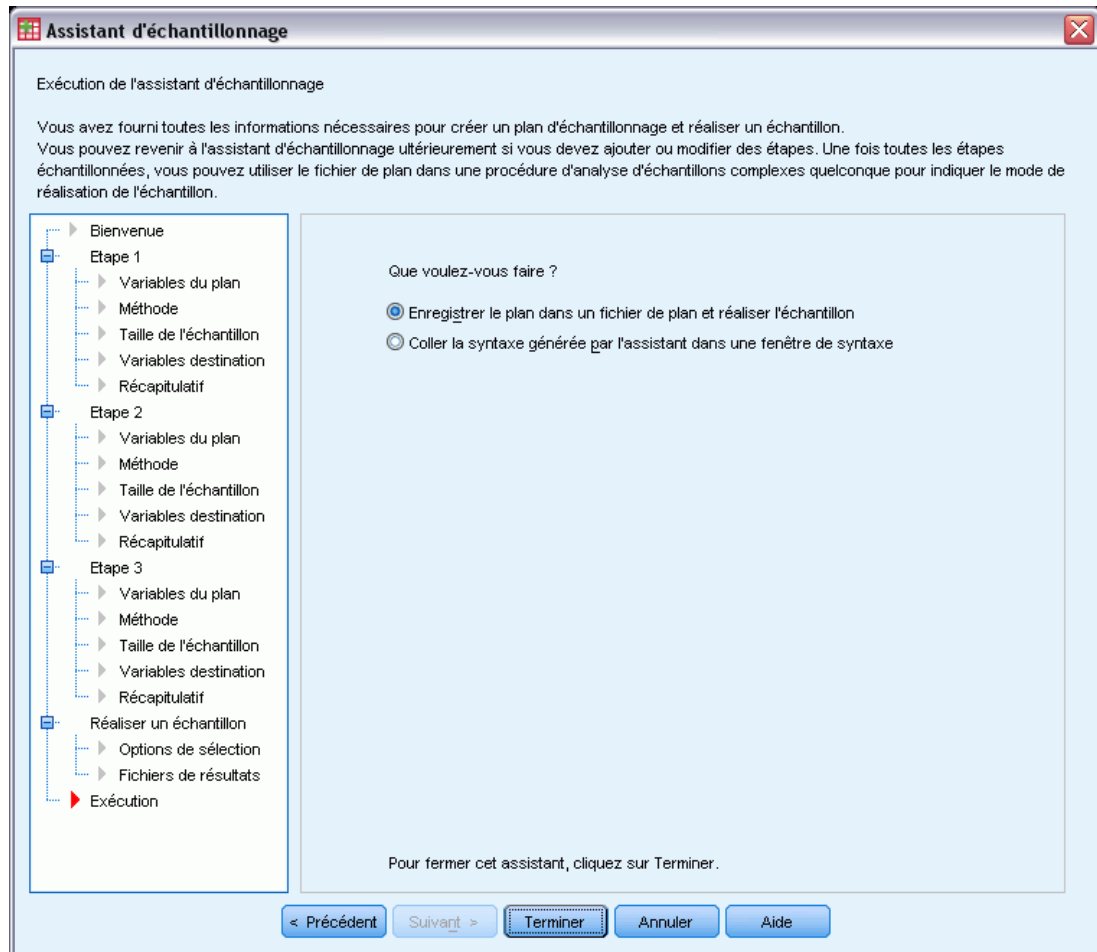 Assistant d'échantillonnage
Exécution de l'assistant d'échantillonnage
Vous avez fourni toutes les informations nécessaires pour créer un plan d'échantillonnage et réaliser un échantillon.
Vous pouvez revenir à l'assistant d'échantillonnage ultérieurement si vous devez ajouter ou modifier des étapes. Une fois toutes les étapes
échantillonnées, vous pouvez utiliser le fichier de plan dans une procédure d'analyse d'échantillons complexes quelconque pour indiquer le mode de
réalisation de l'échantillon.
Bienvenue
Etape 1
Variables du plan
Méthode
Taille de l'échantillon
Variables destination
Récapitulatif
Etape 2
Variables du plan
Méthode
Taille de l'échantillon
Variables destination
Récapitulatif
Etape 3
Variables du plan
Méthode
Taille de l'échantillon
Variables destination
Récapitulatif
Réaliser un échantillon
Options de sélection
Fichiers de résultats
Exécution
Que voulez-vous faire ?
Enregistrer le plan dans un fichier de plan et réaliser l'échantillon
Coller la syntaxe générée par l'assistant dans une fenêtre de syntaxe
Pour fermer cet assistant, cliquez sur Terminer.
< Précédent
Suivant >
Terminer
Annuler
Aide